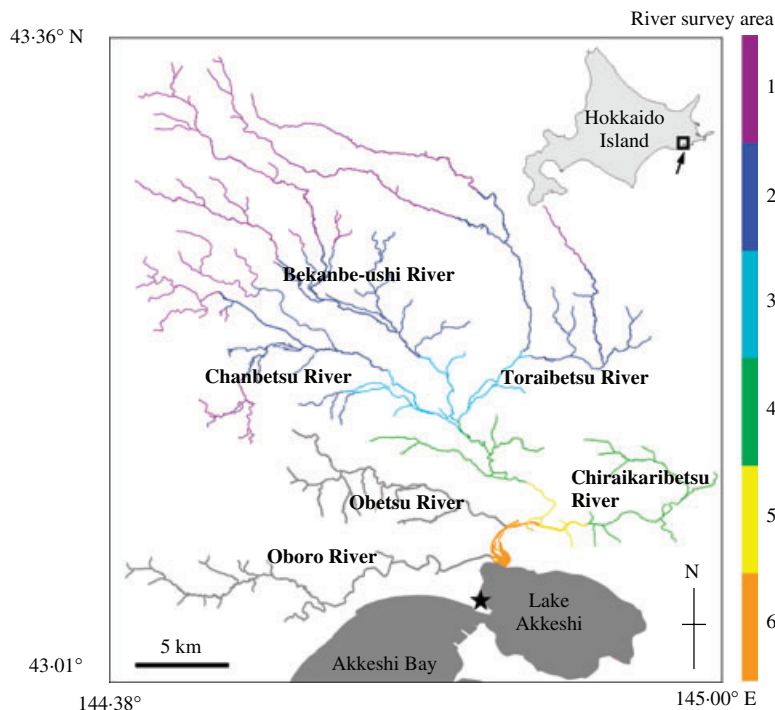 River survey area
43·36° N
Hokkaido
Island
1
2
3
4
5
6
Bekanbe-ushi River
Chanbetsu River
Toraibetsu River
Chiraikaribetsu
River
Obetsu River
Oboro River
N
Lake
Akkeshi
5 km
Akkeshi Bay
43·01°
144·38°
145·00° E